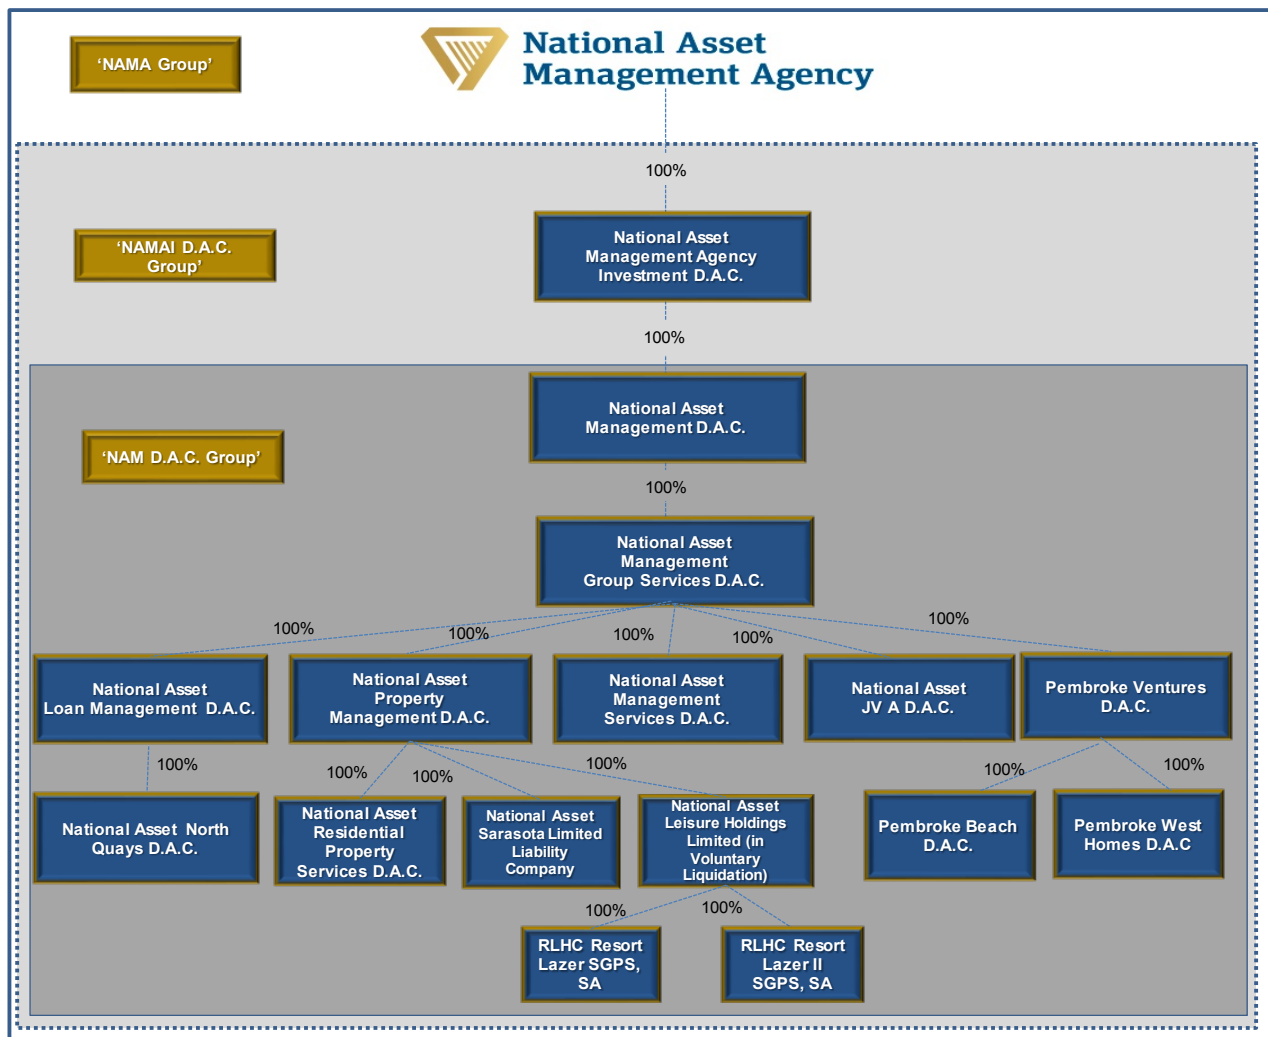 ‘NAMA Group’
National Asset
Management Agency
100%
‘NAMAI D.A.C.
Group’
National Asset
Management Agency
Investment D.A.C.
100%
National Asset
Management D.A.C.
‘NAM D.A.C. Group’
100%
National Asset
Management
Group Services D.A.C.
100%
100%
100%
100%
100%
National Asset
Loan Management D.A.C.
National Asset
Property
Management D.A.C.
National Asset
Management
Services D.A.C.
National Asset
JV A D.A.C.
Pembroke Ventures
D.A.C.
100%
100%
100%
100%
100%
100%
National Asset North
Quays D.A.C.
National Asset
Residential
Property
Services D.A.C.
National Asset
Sarasota Limited
Liability
Company
National Asset
Leisure Holdings
Limited (in
Voluntary
Liquidation)
Pembroke Beach
D.A.C.
Pembroke West
Homes D.A.C
100%
100%
RLHC Resort
Lazer SGPS,
SA
RLHC Resort
Lazer II
SGPS, SA